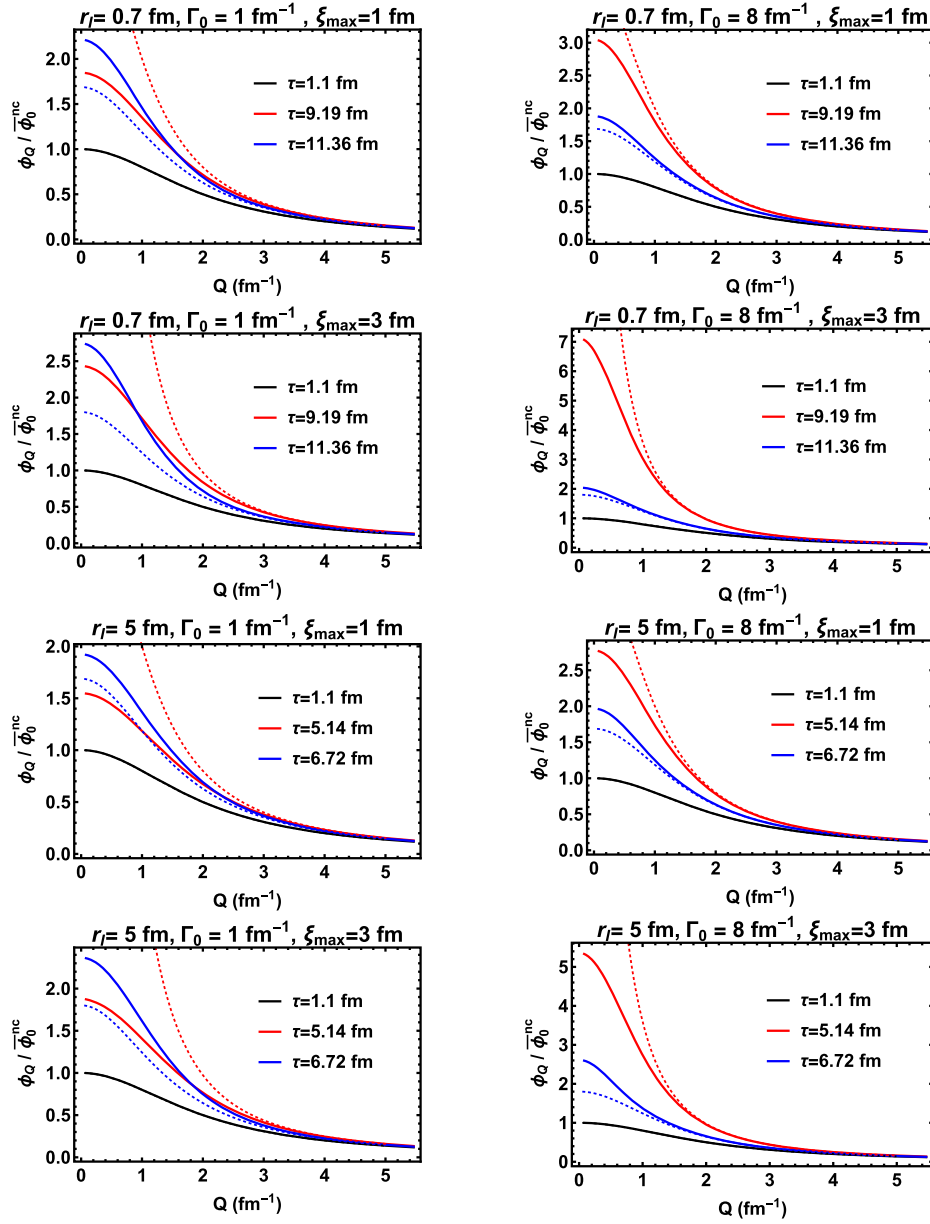 r_l= 0.7 fm, Γ_0 = 1 fm⁻¹ , ξ_max=1 fm
ϕ_Q / ϕ̅_0^nc
2.0
1.5
1.0
0.5
0.0
τ=1.1 fm
τ=9.19 fm
τ=11.36 fm
0 1 2 3 4 5
Q (fm⁻¹)
r_l= 0.7 fm, Γ_0 = 8 fm⁻¹ , ξ_max=1 fm
ϕ_Q / ϕ̅_0^nc
3.0
2.5
2.0
1.5
1.0
0.5
0.0
τ=1.1 fm
τ=9.19 fm
τ=11.36 fm
0 1 2 3 4 5
Q (fm⁻¹)
r_l= 0.7 fm, Γ_0 = 1 fm⁻¹ , ξ_max=3 fm
ϕ_Q / ϕ̅_0^nc
2.5
2.0
1.5
1.0
0.5
0.0
τ=1.1 fm
τ=9.19 fm
τ=11.36 fm
0 1 2 3 4 5
Q (fm⁻¹)
r_l= 0.7 fm, Γ_0 = 8 fm⁻¹ , ξ_max=3 fm
ϕ_Q / ϕ̅_0^nc
7
6
5
4
3
2
1
0
τ=1.1 fm
τ=9.19 fm
τ=11.36 fm
0 1 2 3 4 5
Q (fm⁻¹)
r_l= 5 fm, Γ_0 = 1 fm⁻¹ , ξ_max=1 fm
ϕ_Q / ϕ̅_0^nc
2.0
1.5
1.0
0.5
0.0
τ=1.1 fm
τ=5.14 fm
τ=6.72 fm
0 1 2 3 4 5
Q (fm⁻¹)
r_l= 5 fm, Γ_0 = 8 fm⁻¹ , ξ_max=1 fm
ϕ_Q / ϕ̅_0^nc
2.5
2.0
1.5
1.0
0.5
0.0
τ=1.1 fm
τ=5.14 fm
τ=6.72 fm
0 1 2 3 4 5
Q (fm⁻¹)
r_l= 5 fm, Γ_0 = 1 fm⁻¹ , ξ_max=3 fm
ϕ_Q / ϕ̅_0^nc
2.0
1.5
1.0
0.5
0.0
τ=1.1 fm
τ=5.14 fm
τ=6.72 fm
0 1 2 3 4 5
Q (fm⁻¹)
r_l= 5 fm, Γ_0 = 8 fm⁻¹ , ξ_max=3 fm
ϕ_Q / ϕ̅_0^nc
5
4
3
2
1
0
τ=1.1 fm
τ=5.14 fm
τ=6.72 fm
0 1 2 3 4 5
Q (fm⁻¹)